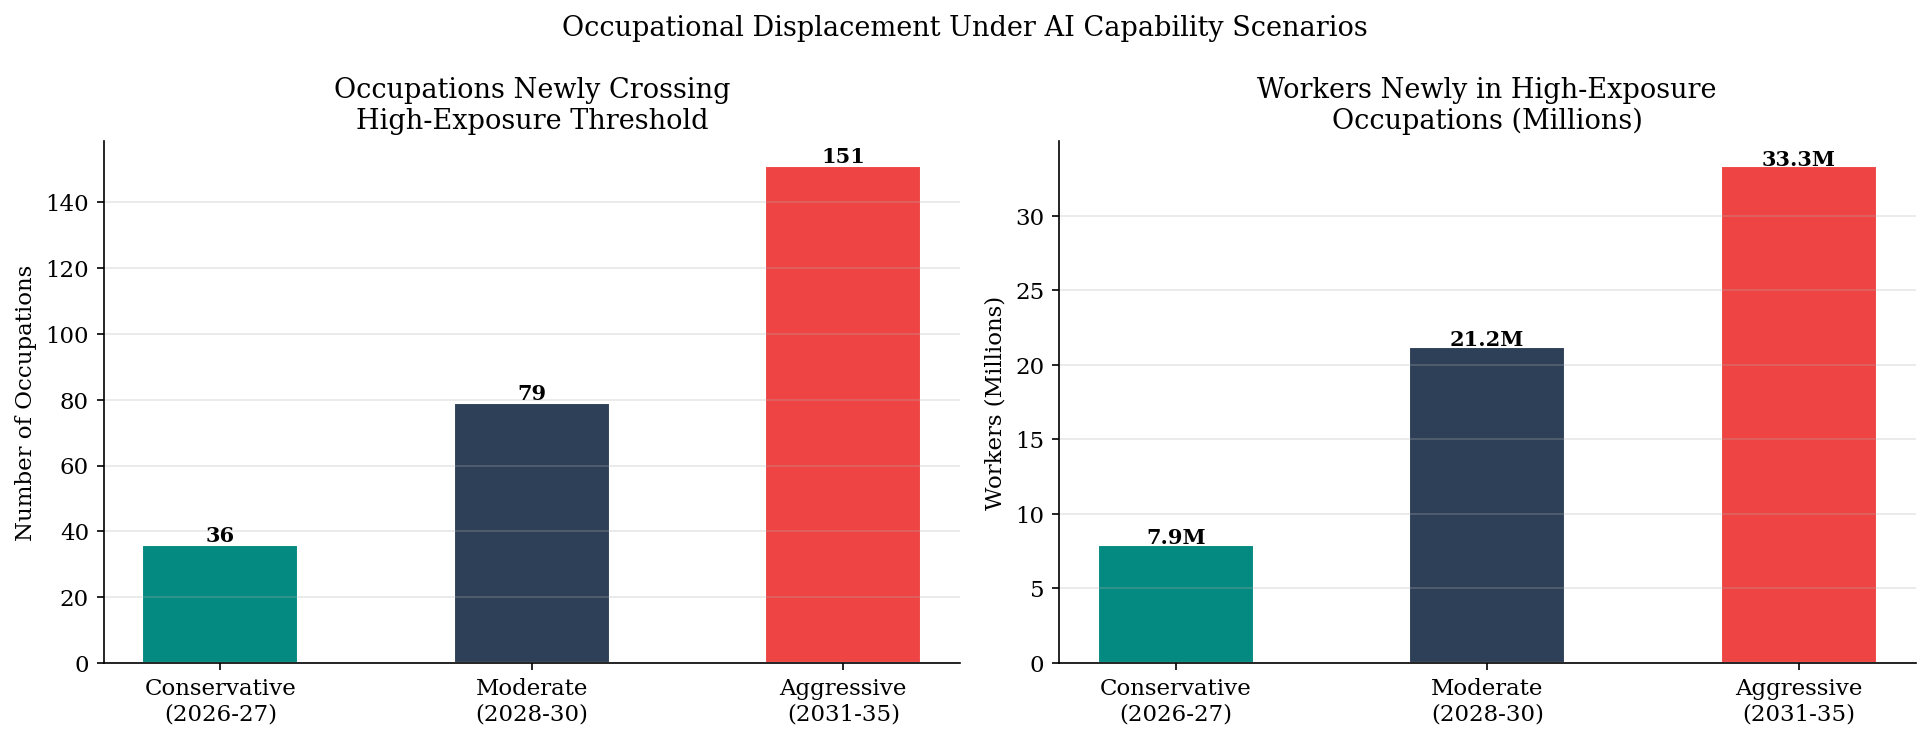 Occupational Displacement Under AI Capability Scenarios
Occupations Newly Crossing
High-Exposure Threshold
Number of Occupations
140
120
100
80
60
40
20
0
151
79
36
Conservative
(2026-27)
Moderate
(2028-30)
Aggressive
(2031-35)
Workers Newly in High-Exposure
Occupations (Millions)
Workers (Millions)
30
25
20
15
10
5
0
33.3M
21.2M
7.9M
Conservative
(2026-27)
Moderate
(2028-30)
Aggressive
(2031-35)